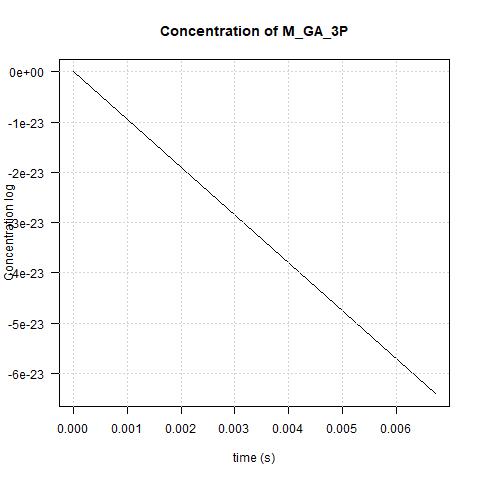 Concentration of M_GA_3P
0e+00
-1e-23
-2e-23
-3e-23
-4e-23
-5e-23
-6e-23
Concentration log
0.000 0.001 0.002 0.003 0.004 0.005 0.006
time (s)